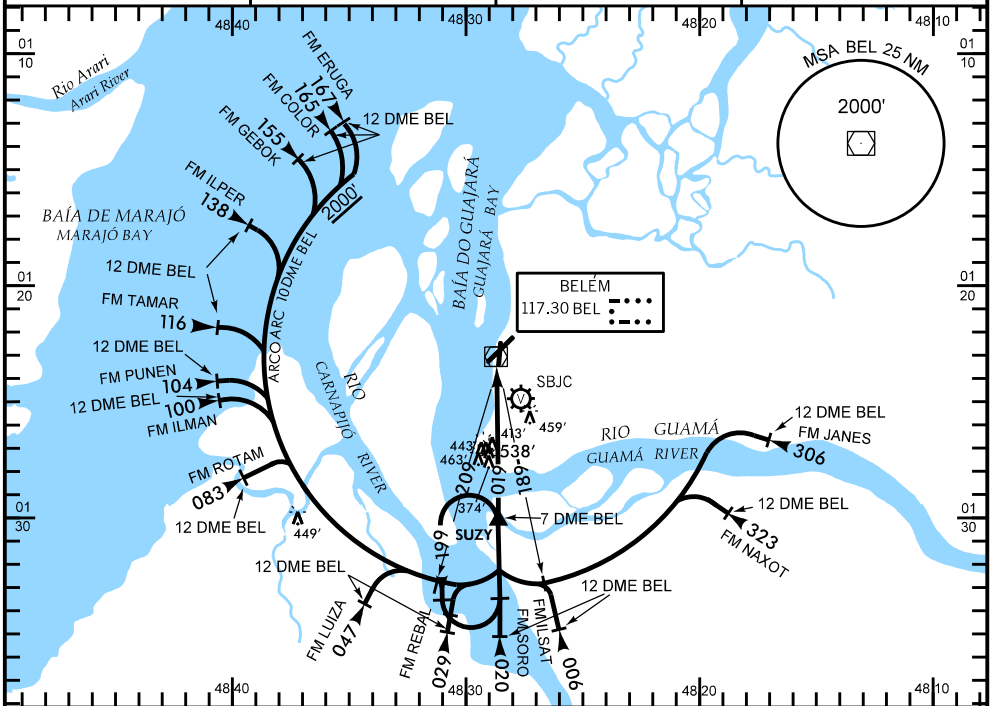 48:40
48:30
48:20
48:10
01
10
01
10
Rio Arari
Arari River
FM ERUGA
167
FM COLOR
165
FM GEBOK
155
12 DME BEL
MSA BEL 25 NM
2000'
FM ILPER
138
2000'
BAÍA DE MARAJÓ
MARAJÓ BAY
BAÍA DO GUAJARÁ
GUAJARÁ BAY
12 DME BEL
ARCO ARC 10 DME BEL
01
20
01
20
BELÉM
117.30 BEL
FM TAMAR
116
12 DME BEL
FM PUNEN
104
12 DME BEL
100
FM ILMAN
RIO
CARNAPIJÓ
RIVER
V
SBJC
459'
413'
443'
538'
463'
374'
RIO GUAMÁ
GUAMÁ RIVER
12 DME BEL
FM JANES
306
FM ROTAM
083
12 DME BEL
449'
209
019
189
199
SUZY
7 DME BEL
12 DME BEL
323
FM NAXOT
01
30
01
30
12 DME BEL
12 DME BEL
FM LUIZA
047
FM REBAL
029
FM SORO
020
FM ILSAT
006
48:40
48:30
48:20
48:10